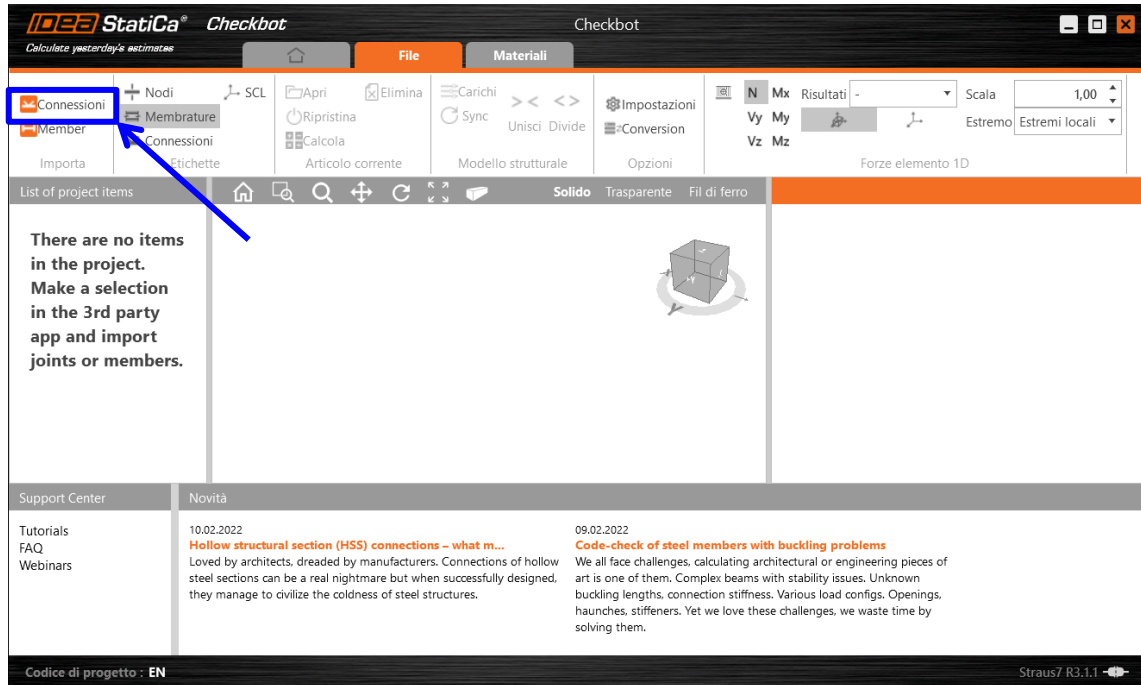 IDEA StatiCa® Checkbot
Calculate yesterday's estimates
Checkbot
File
Materiali
Connessioni
Member
Importa
Nodi
Membrature
Connessioni
SCL
Etichette
Apri
Elimina
Ripristina
Calcola
Articolo corrente
Carichi
Sync
> < < >
Unisci Divide
Modello strutturale
Impostazioni
Conversion
Opzioni
N Mx
Vy My
Vz Mz
Risultati -
Scala 1,00
Estremo Estremi locali
Forze elemento 1D
List of project items
Solido Trasparente Fil di ferro
There are no items
in the project.
Make a selection
in the 3rd party
app and import
joints or members.
Support Center
Tutorials
FAQ
Webinars
Novità
10.02.2022
Hollow structural section (HSS) connections – what m...
Loved by architects, dreaded by manufacturers. Connections of hollow
steel sections can be a real nightmare but when successfully designed,
they manage to civilize the coldness of steel structures.
09.02.2022
Code-check of steel members with buckling problems
We all face challenges, calculating architectural or engineering pieces of
art is one of them. Complex beams with stability issues. Unknown
buckling lengths, connection stiffness. Various load configs. Openings,
haunches, stiffeners. Yet we love these challenges, we waste time by
solving them.
Codice di progetto : EN
Straus7 R3.1.1